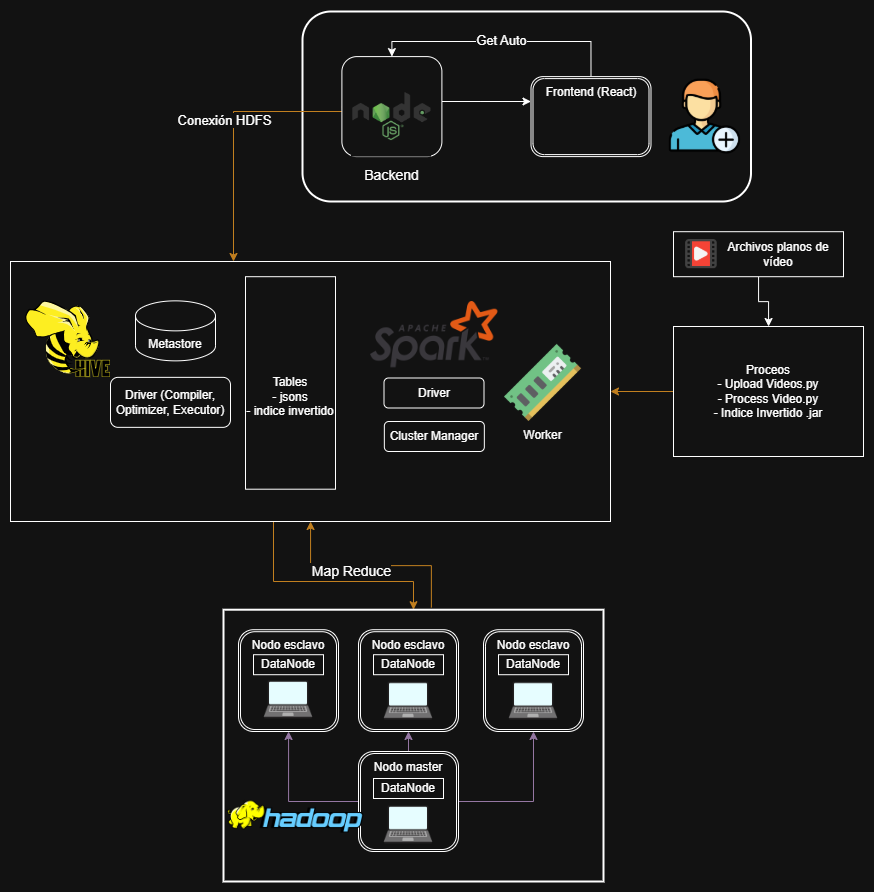 Get Auto
node
JS
Frontend (React)
Conexión HDFS
Backend
Archivos planos de
vídeo
HIVE
Metastore
Driver (Compiler,
Optimizer, Executor)
Tables
- jsons
- indice invertido
APACHE
Spark
TM
Driver
Cluster Manager
Worker
Proceos
- Upload Videos.py
- Process Video.py
- Indice Invertido .jar
Map Reduce
Nodo esclavo
DataNode
Nodo esclavo
DataNode
Nodo esclavo
DataNode
Nodo master
DataNode
hadoop